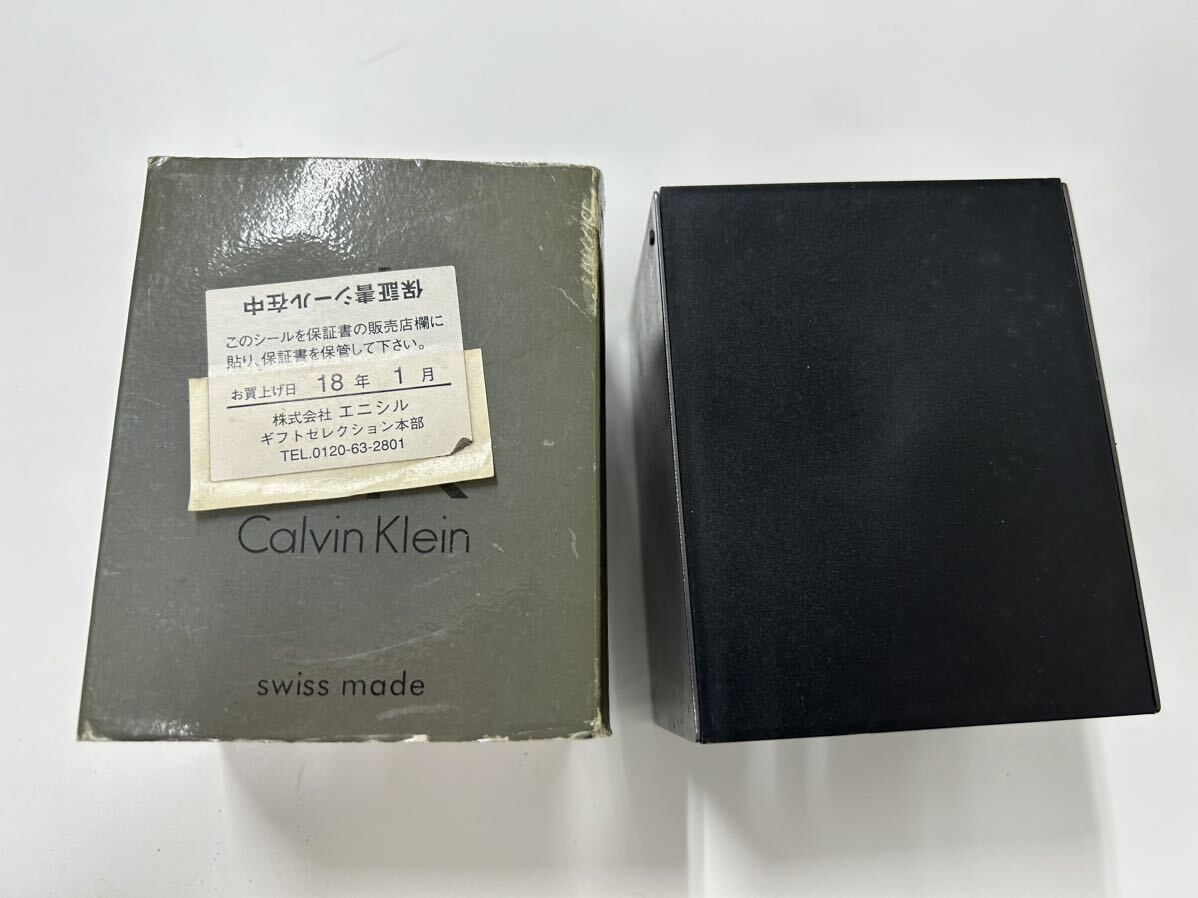 保証書シール在中
このシールを保証書の販売店欄に
貼り、保証書を保管して下さい。
お買上げ日 18 年 1 月
株式会社 エニシル
ギフトセレクション本部
TEL.0120-63-2801
Calvin Klein
swiss made